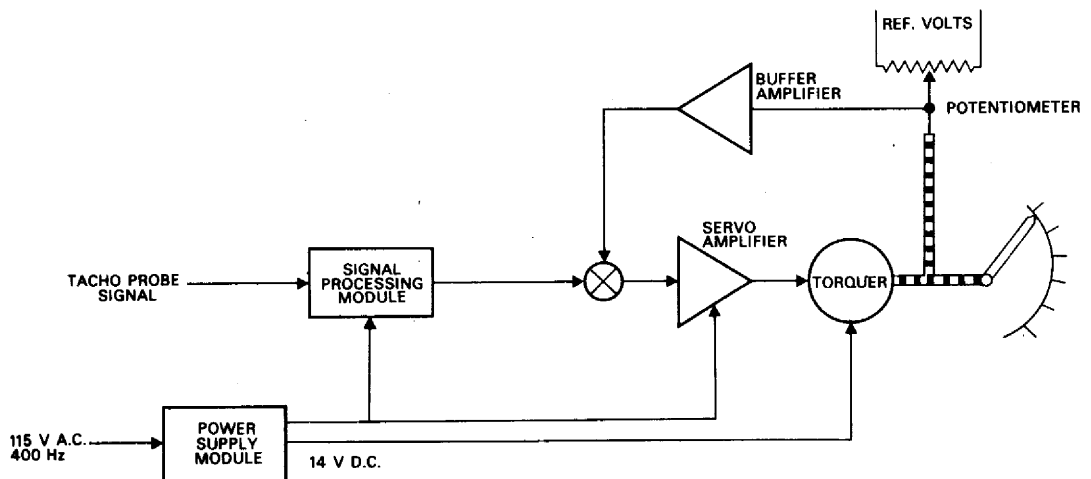 REF. VOLTS
BUFFER
AMPLIFIER
POTENTIOMETER
SERVO
AMPLIFIER
TACHO PROBE
SIGNAL
SIGNAL
PROCESSING
MODULE
TORQUER
115 V A.C.
400 Hz
POWER
SUPPLY
MODULE
14 V D.C.